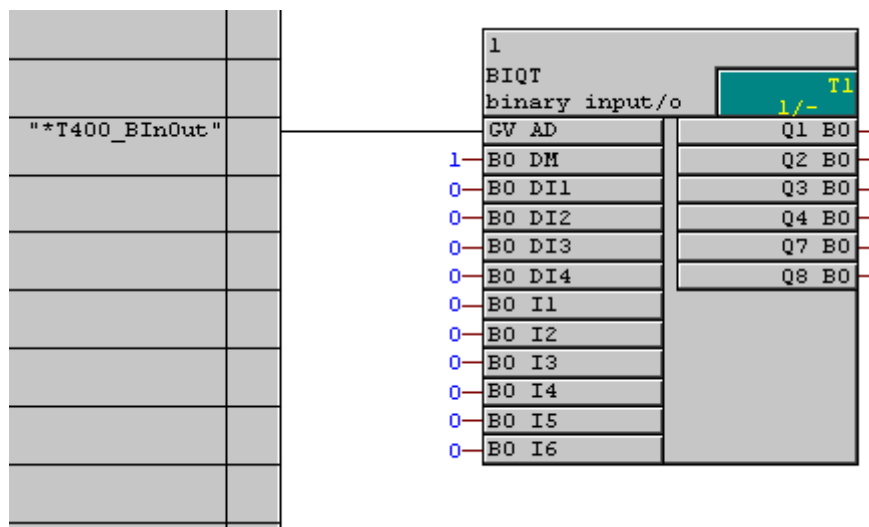 1
BIQT
binary input/o
T1
1/-
"*T400_BInOut"
GV AD
Q1 BO
1 BO DM
Q2 BO
0 BO DI1
Q3 BO
0 BO DI2
Q4 BO
0 BO DI3
Q7 BO
0 BO DI4
Q8 BO
0 BO I1
0 BO I2
0 BO I3
0 BO I4
0 BO I5
0 BO I6